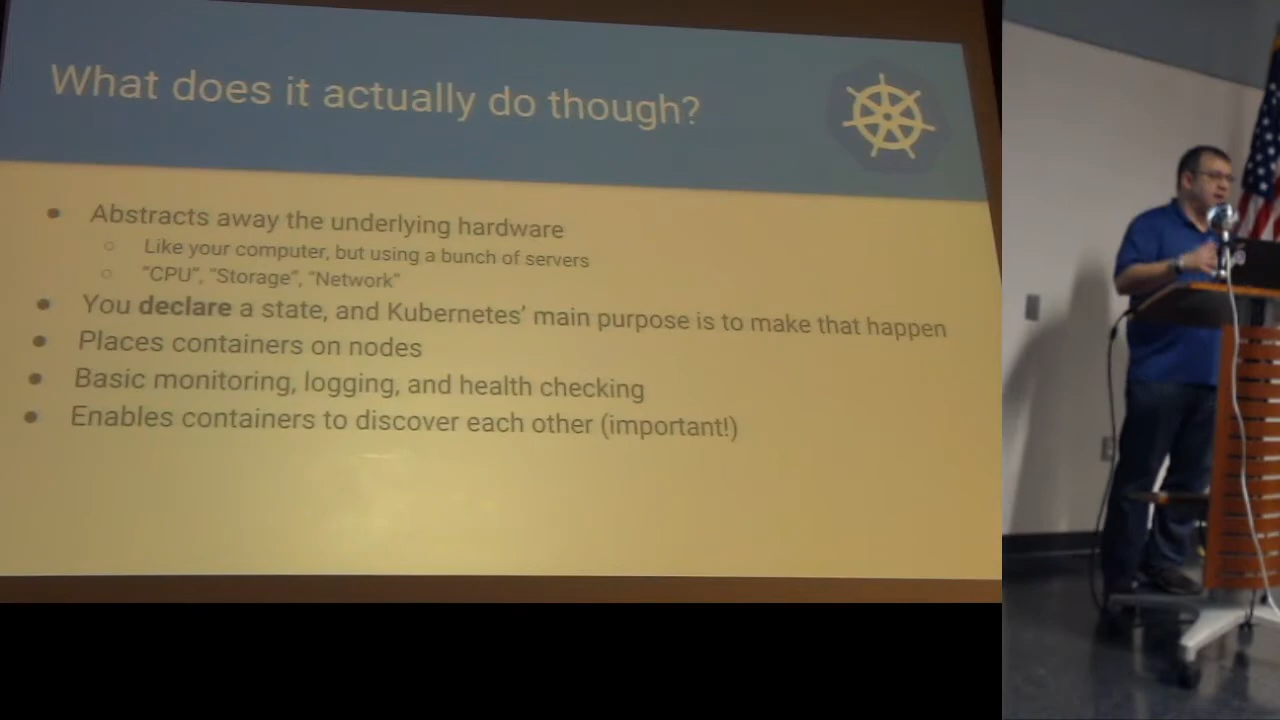 What does it actually do though?
● Abstracts away the underlying hardware
○ Like your computer, but using a bunch of servers
○ "CPU", "Storage", "Network"
● You declare a state, and Kubernetes' main purpose is to make that happen
● Places containers on nodes
● Basic monitoring, logging, and health checking
● Enables containers to discover each other (important!)